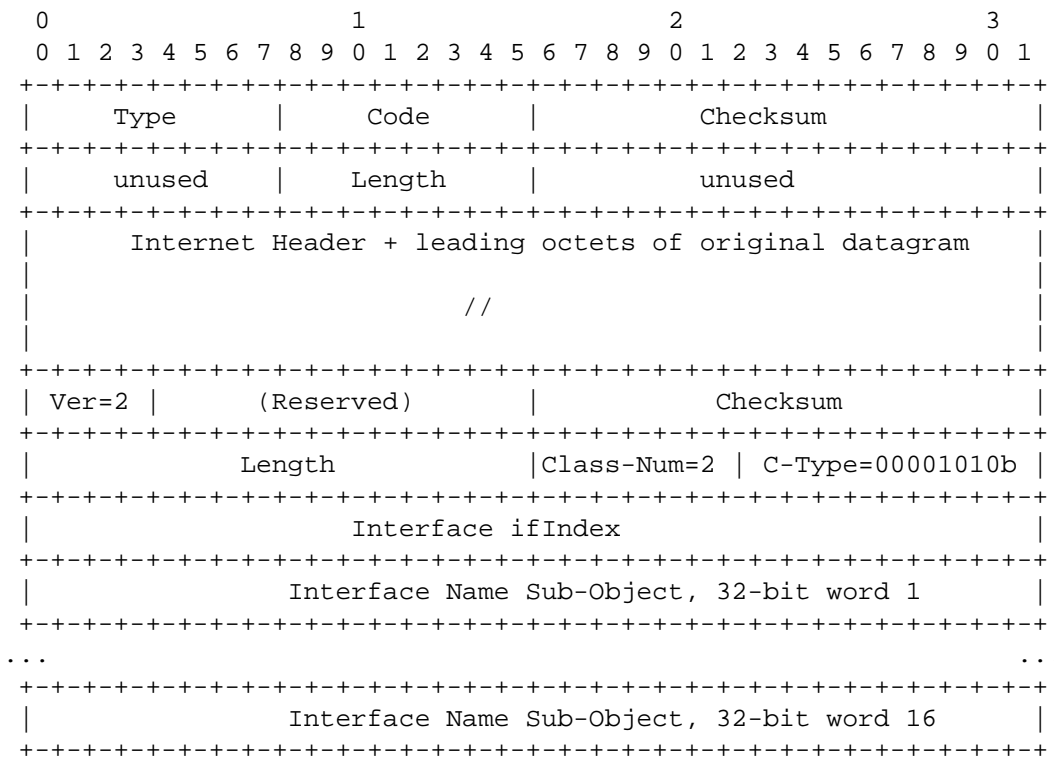 0                   1                   2                   3
0 1 2 3 4 5 6 7 8 9 0 1 2 3 4 5 6 7 8 9 0 1 2 3 4 5 6 7 8 9 0 1
+-+-+-+-+-+-+-+-+-+-+-+-+-+-+-+-+-+-+-+-+-+-+-+-+-+-+-+-+-+-+-+-+
|     Type      |     Code      |          Checksum             |
+-+-+-+-+-+-+-+-+-+-+-+-+-+-+-+-+-+-+-+-+-+-+-+-+-+-+-+-+-+-+-+-+
|     unused    |    Length     |          unused               |
+-+-+-+-+-+-+-+-+-+-+-+-+-+-+-+-+-+-+-+-+-+-+-+-+-+-+-+-+-+-+-+-+
|      Internet Header + leading octets of original datagram    |
|                                                               |
|                           //                                  |
|                                                               |
+-+-+-+-+-+-+-+-+-+-+-+-+-+-+-+-+-+-+-+-+-+-+-+-+-+-+-+-+-+-+-+-+
| Ver=2 |      (Reserved)       |           Checksum            |
+-+-+-+-+-+-+-+-+-+-+-+-+-+-+-+-+-+-+-+-+-+-+-+-+-+-+-+-+-+-+-+-+
|             Length            |Class-Num=2 | C-Type=00001010b |
+-+-+-+-+-+-+-+-+-+-+-+-+-+-+-+-+-+-+-+-+-+-+-+-+-+-+-+-+-+-+-+-+
|                    Interface ifIndex                          |
+-+-+-+-+-+-+-+-+-+-+-+-+-+-+-+-+-+-+-+-+-+-+-+-+-+-+-+-+-+-+-+-+
|                Interface Name Sub-Object, 32-bit word 1       |
+-+-+-+-+-+-+-+-+-+-+-+-+-+-+-+-+-+-+-+-+-+-+-+-+-+-+-+-+-+-+-+-+
...                                                             ..
+-+-+-+-+-+-+-+-+-+-+-+-+-+-+-+-+-+-+-+-+-+-+-+-+-+-+-+-+-+-+-+-+
|                Interface Name Sub-Object, 32-bit word 16      |
+-+-+-+-+-+-+-+-+-+-+-+-+-+-+-+-+-+-+-+-+-+-+-+-+-+-+-+-+-+-+-+-+